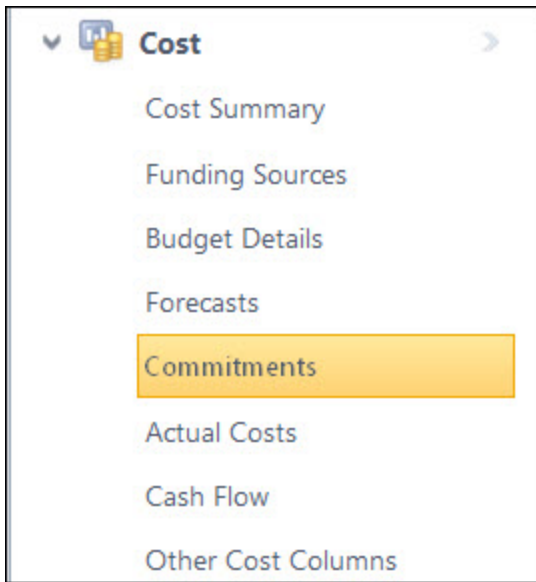 Cost
Cost Summary
Funding Sources
Budget Details
Forecasts
Commitments
Actual Costs
Cash Flow
Other Cost Columns